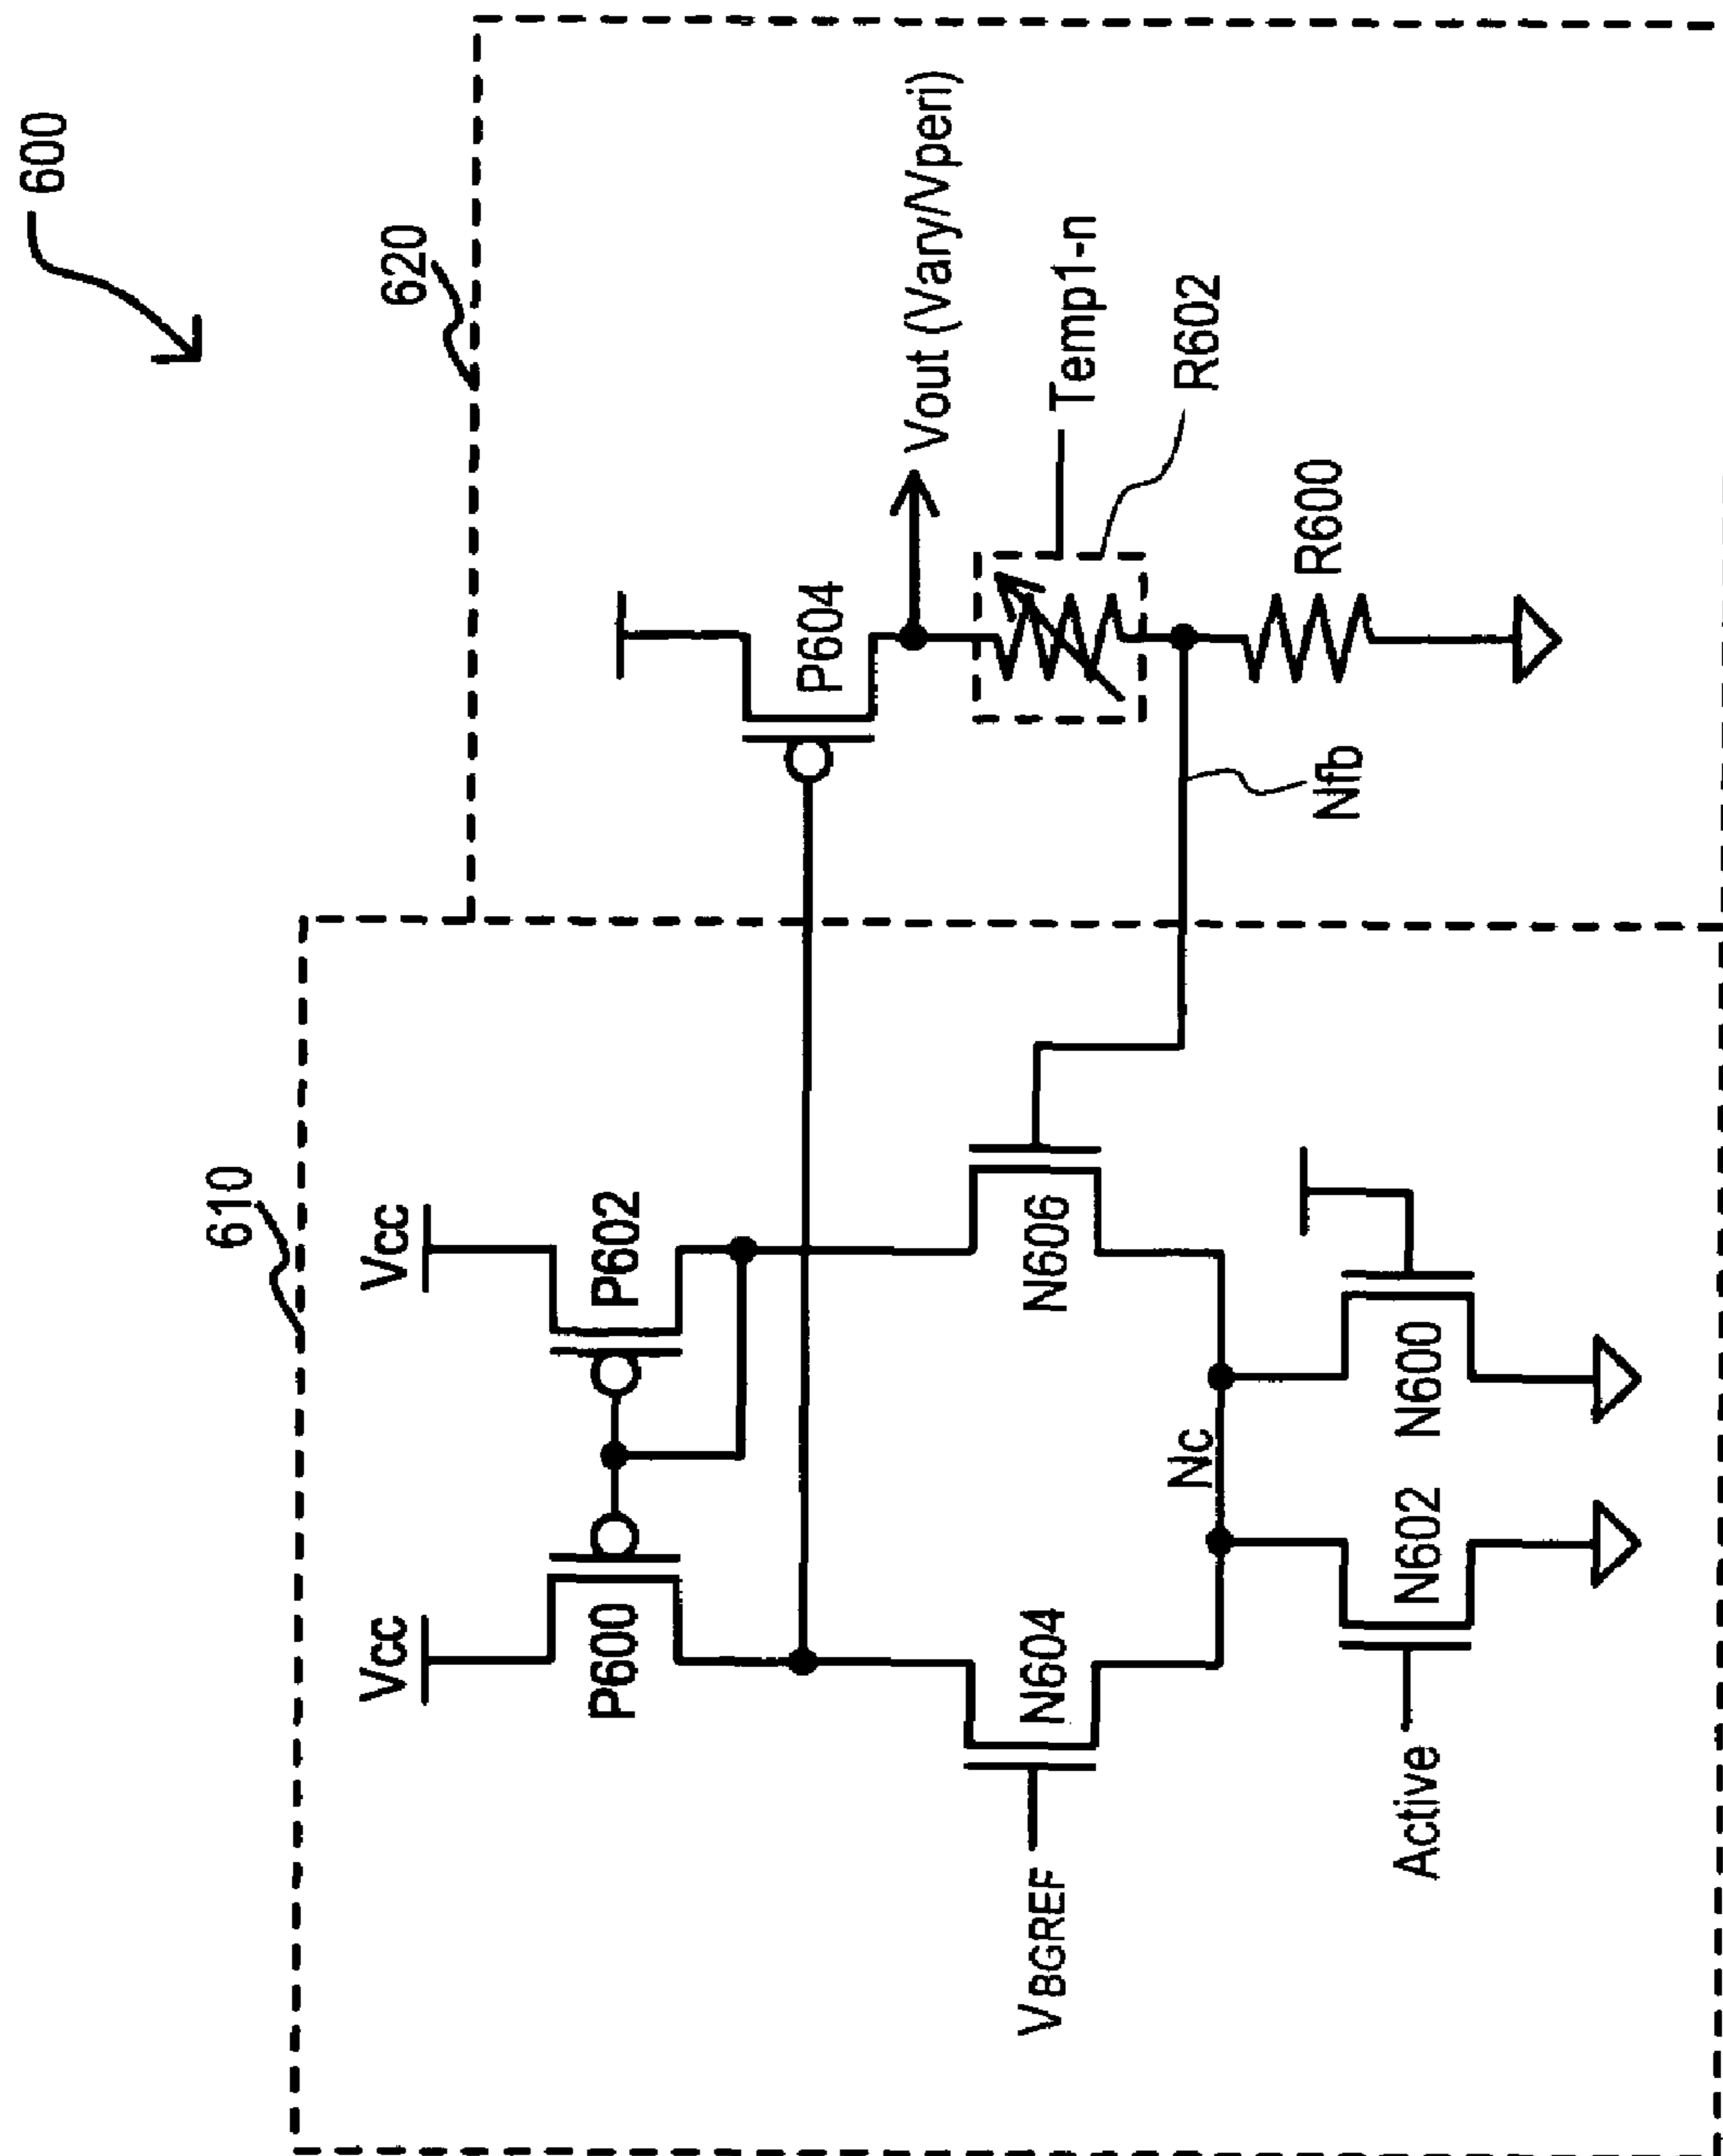 600
620
610
Vcc
Vcc
P600
P602
P604
Vout (Vary/Vperi)
Temp1-n
R602
R600
Nfb
N604
N606
VBGREF
Nc
N602
N600
Active